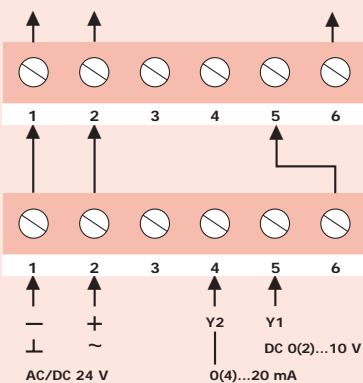 1 2 3 4 5 6
1 2 3 4 5 6
− + Y2 Y1
⊥ ~ DC 0(2)...10 V
AC/DC 24 V 0(4)...20 mA